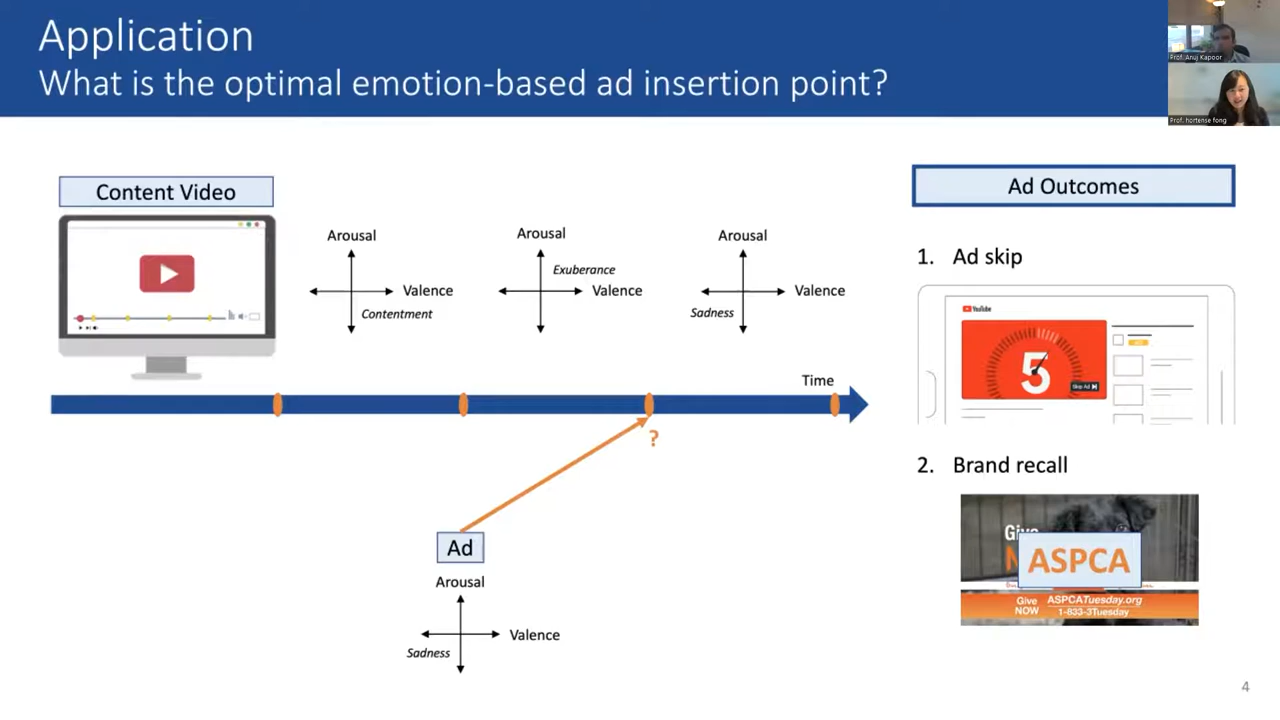 Application
What is the optimal emotion-based ad insertion point?
Prof. Anuj Kapoor
Prof. hortense fong
Content Video
Arousal
Valence
Contentment
Arousal
Exuberance
Valence
Arousal
Valence
Sadness
Time
?
Ad
Arousal
Valence
Sadness
Ad Outcomes
1. Ad skip
YouTube
5
Skip Ad
2. Brand recall
Give
N
ASPCA
Give NOW
ASPCATuesday.org
1-833-3Tuesday
4